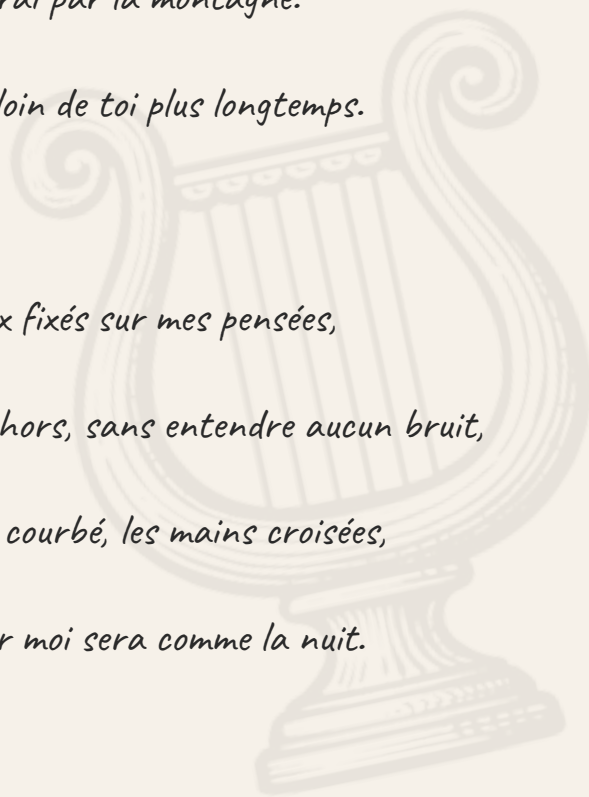 par la montagne.
loin de toi plus longtemps.
fixés sur mes pensées,
hors, sans entendre aucun bruit,
courbé, les mains croisées,
moi sera comme la nuit.